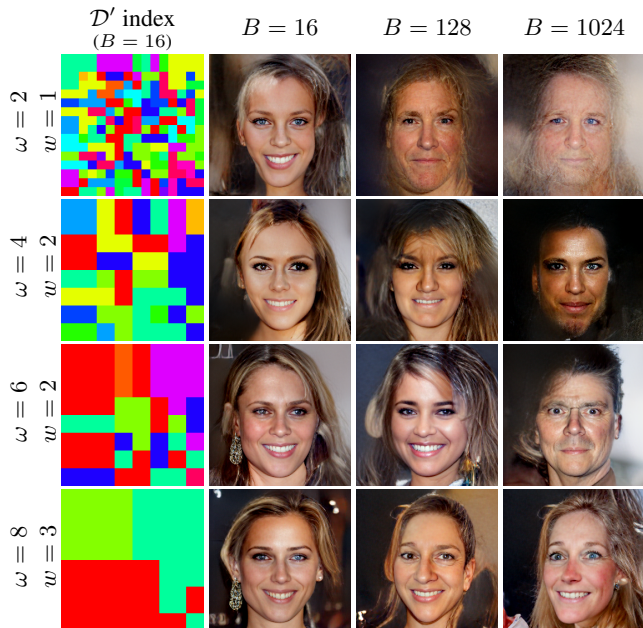 𝒟′ index
(B = 16)
B = 16
B = 128
B = 1024
ω = 2
w = 1
ω = 4
w = 2
ω = 6
w = 2
ω = 8
w = 3